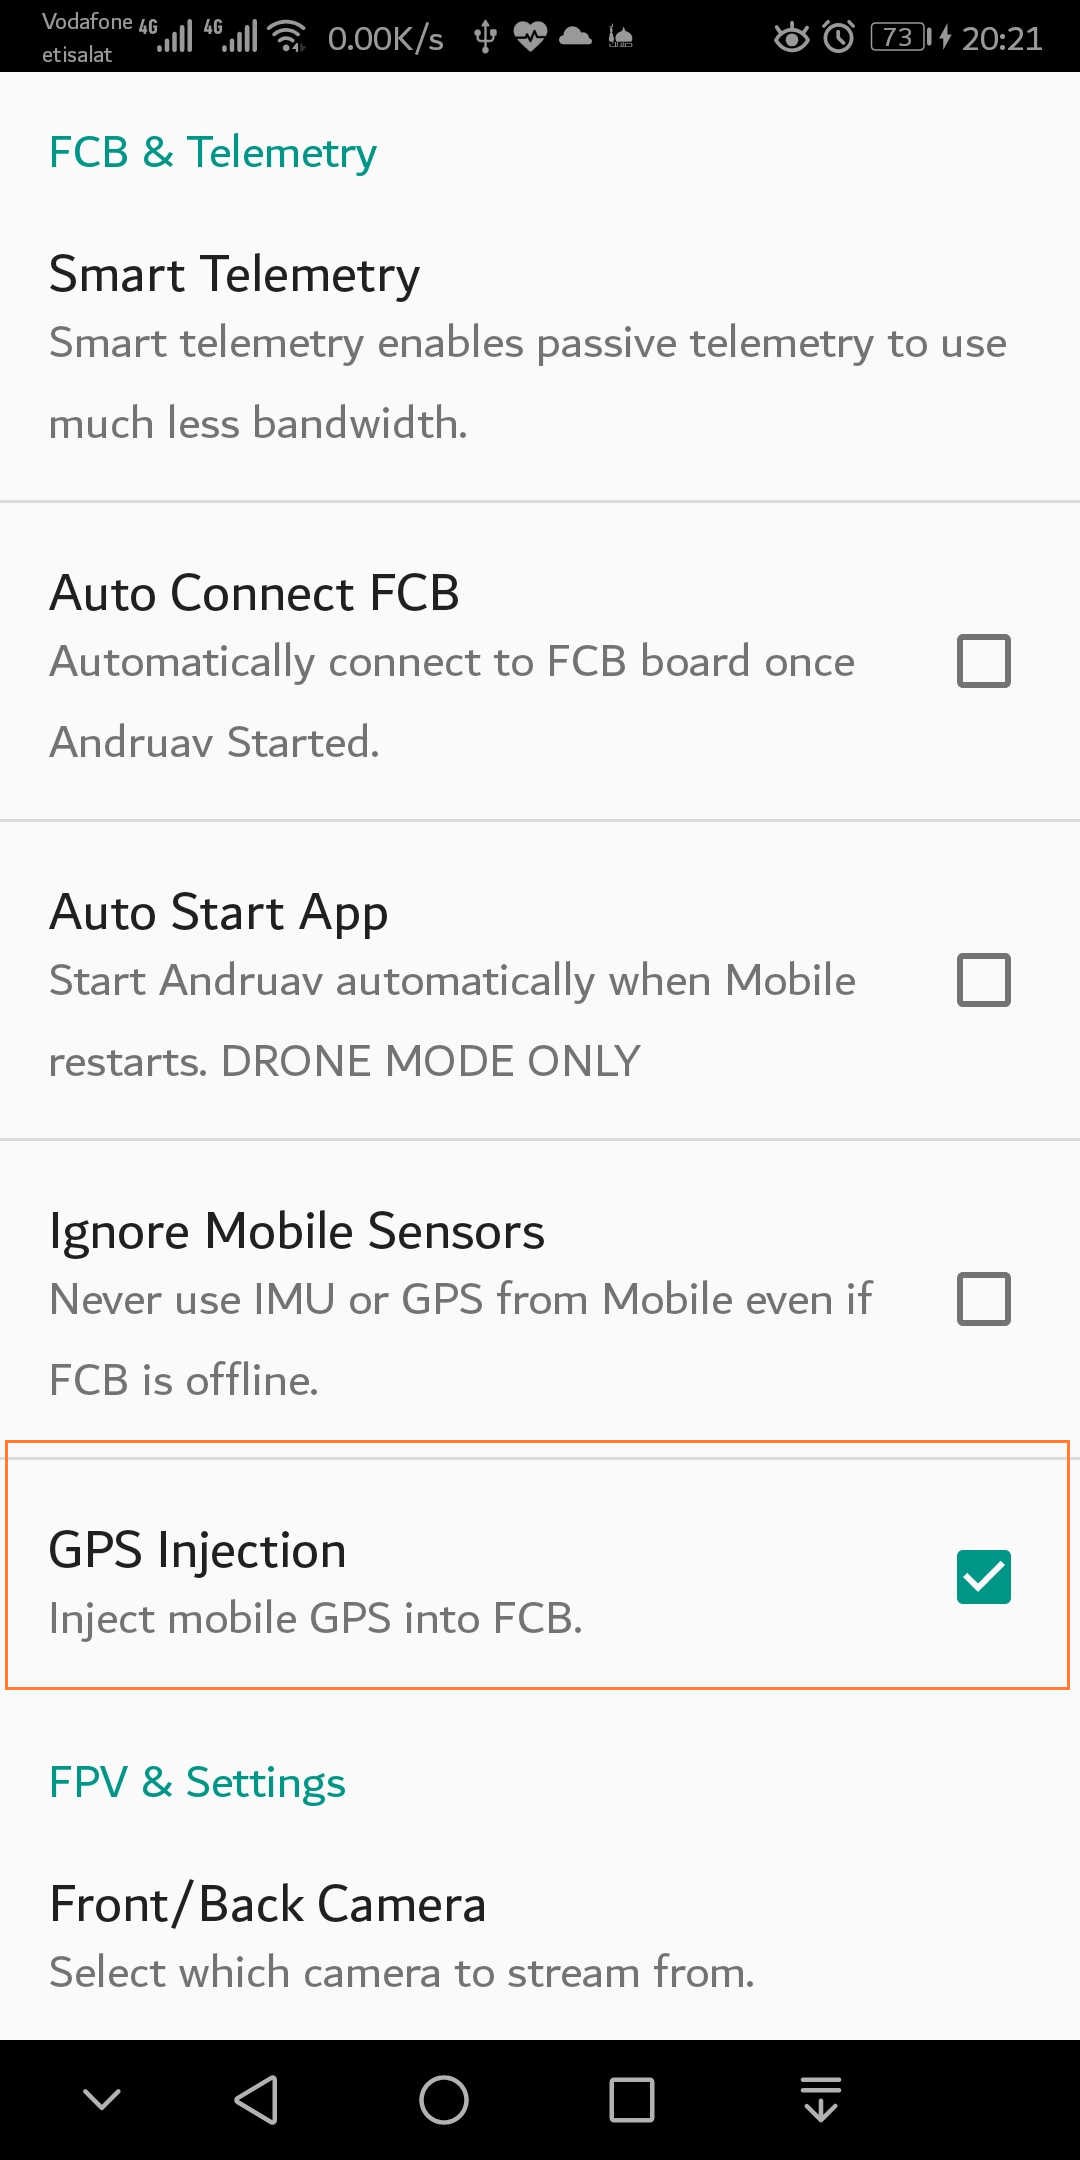 Vodafone 4G 4G 0.00K/s 73 20:21
etisalat
FCB & Telemetry
Smart Telemetry
Smart telemetry enables passive telemetry to use
much less bandwidth.
Auto Connect FCB
Automatically connect to FCB board once
Andruav Started.
Auto Start App
Start Andruav automatically when Mobile
restarts. DRONE MODE ONLY
Ignore Mobile Sensors
Never use IMU or GPS from Mobile even if
FCB is offline.
GPS Injection
Inject mobile GPS into FCB.
FPV & Settings
Front/Back Camera
Select which camera to stream from.